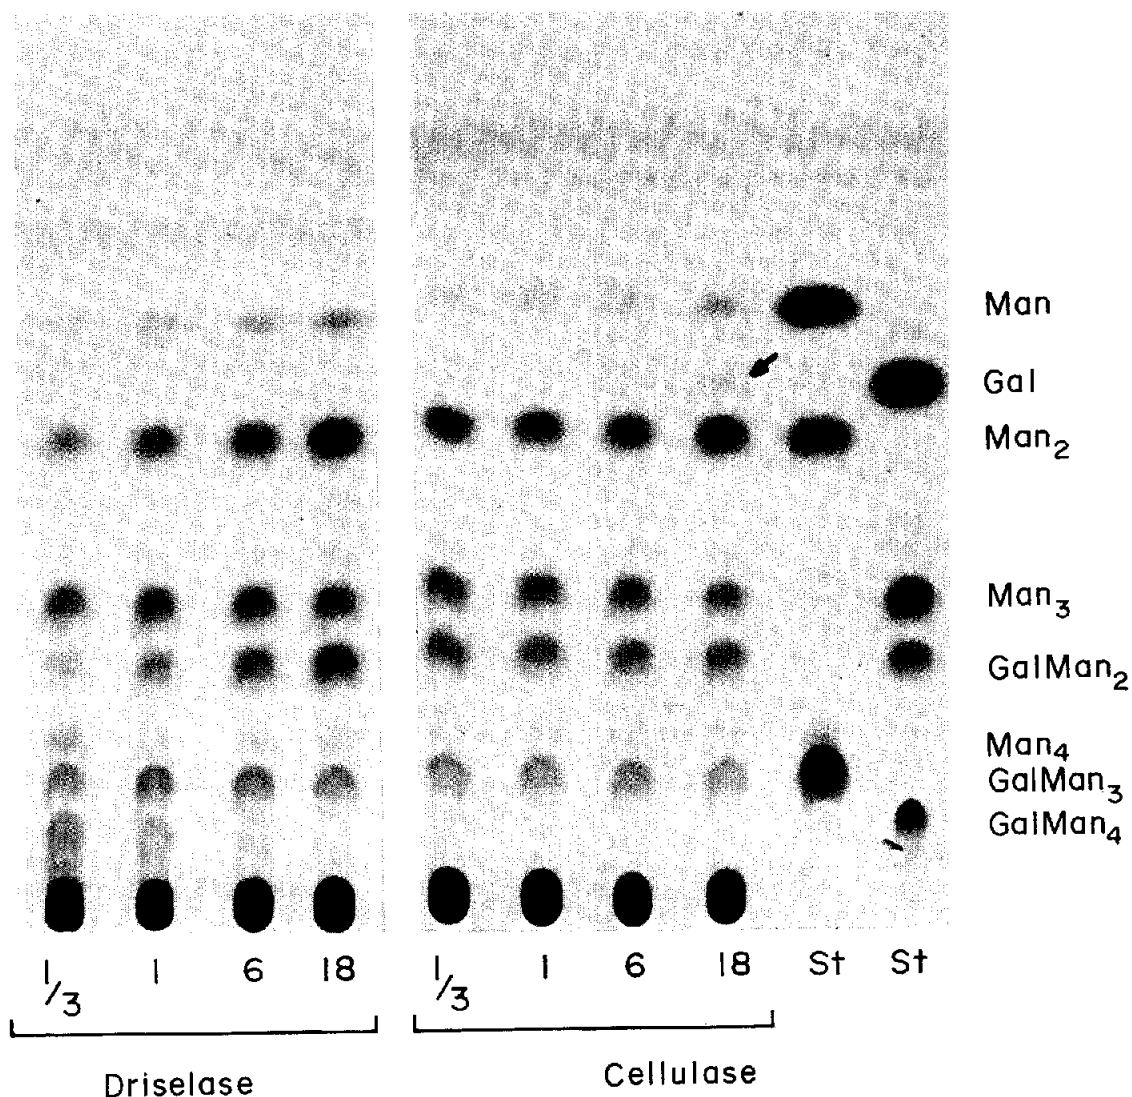 Man
Gal
Man₂
Man₃
GalMan₂
Man₄
GalMan₃
GalMan₄
1/3 1 6 18 1/3 1 6 18 St St
Driselase Cellulase